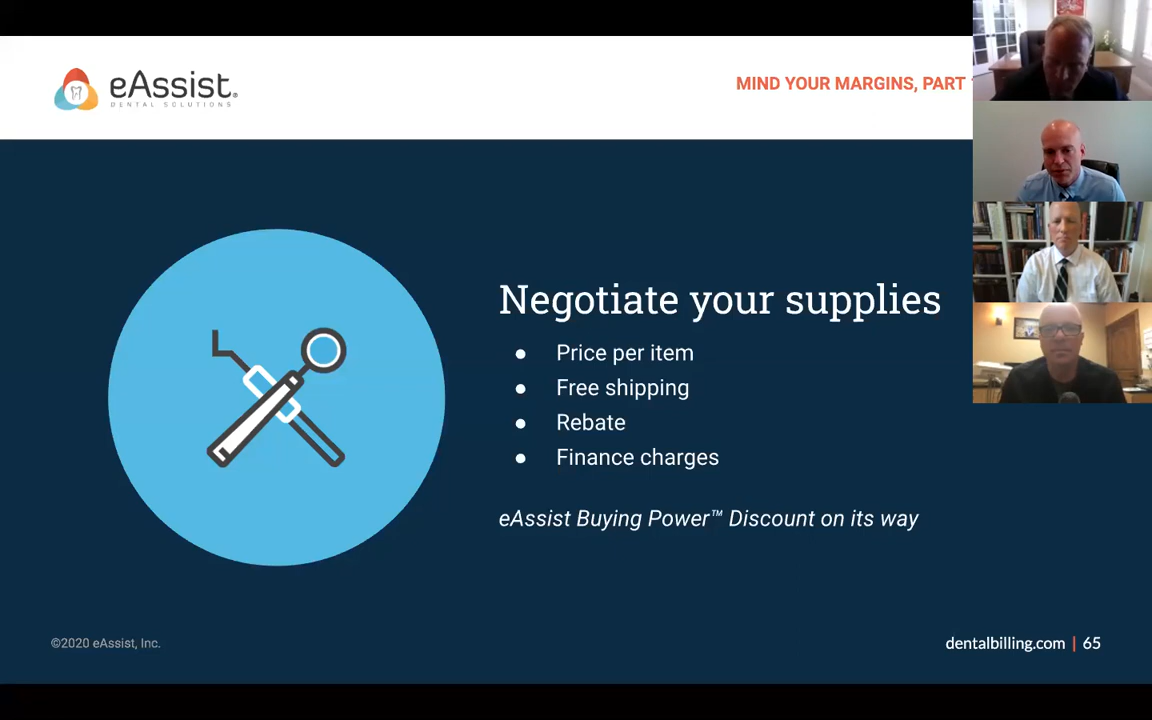 eAssist®
DENTAL SOLUTIONS
MIND YOUR MARGINS, PART
Negotiate your supplies
● Price per item
● Free shipping
● Rebate
● Finance charges
eAssist Buying Power™ Discount on its way
©2020 eAssist, Inc.
dentalbilling.com | 65